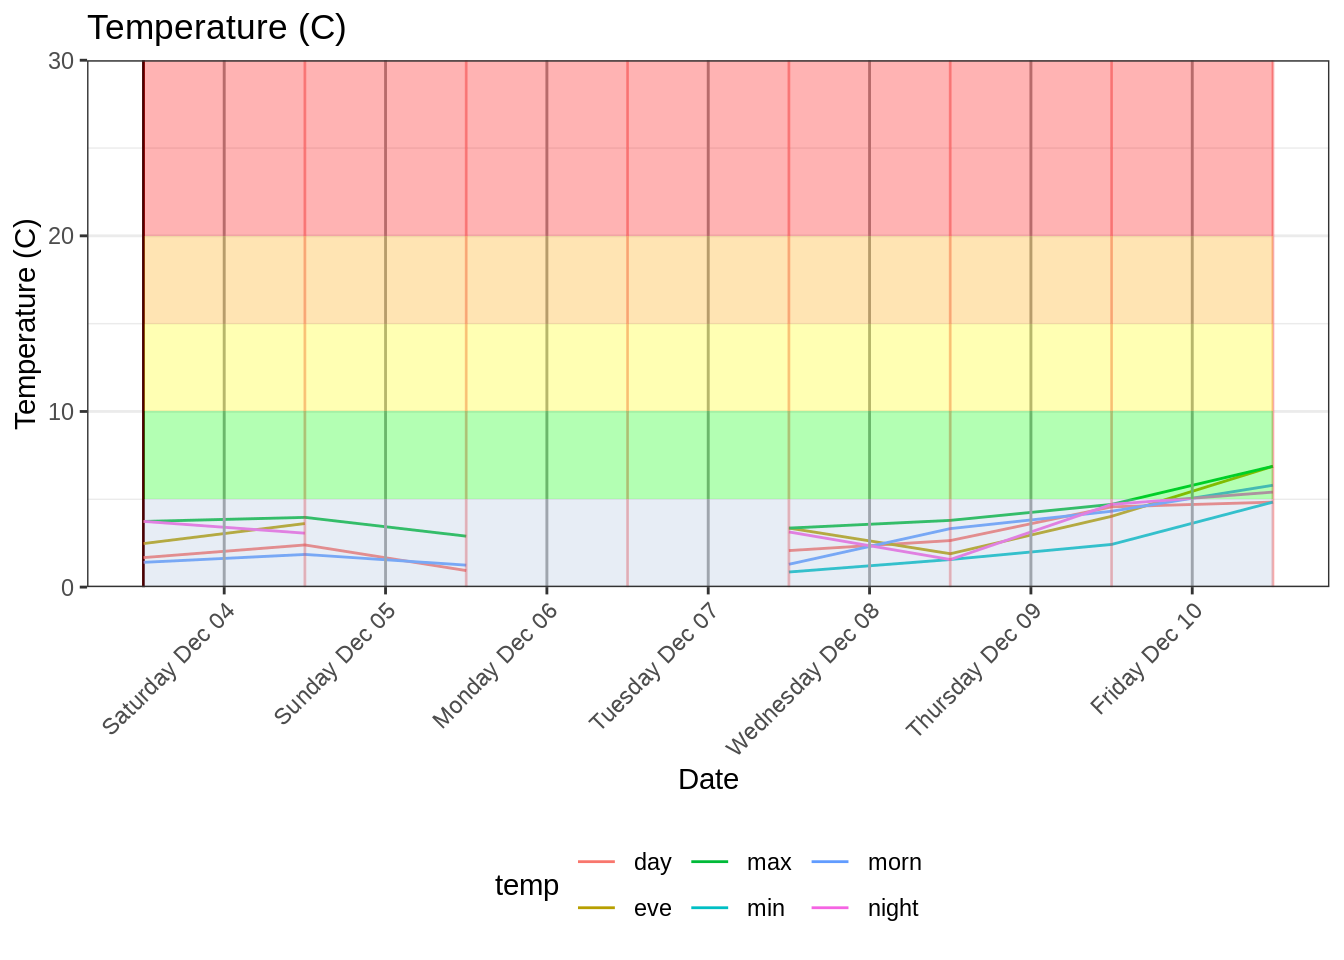 Temperature (C)
Temperature (C)
30
20
10
0
Saturday Dec 04
Sunday Dec 05
Monday Dec 06
Tuesday Dec 07
Wednesday Dec 08
Thursday Dec 09
Friday Dec 10
Date
temp
day max morn
eve min night